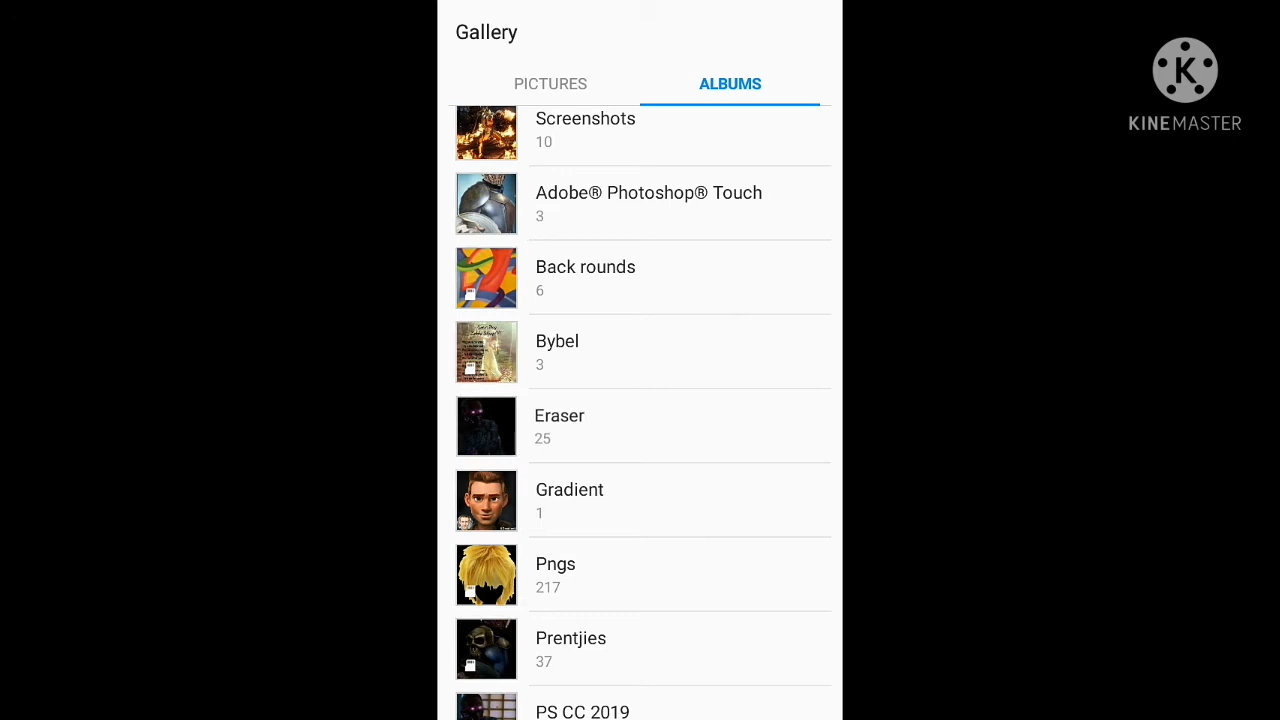 Gallery
PICTURES
ALBUMS
Screenshots
10
Adobe® Photoshop® Touch
3
Back rounds
6
Bybel
3
Eraser
25
Gradient
1
Pngs
217
Prentjies
37
PS CC 2019
K
KINEMASTER